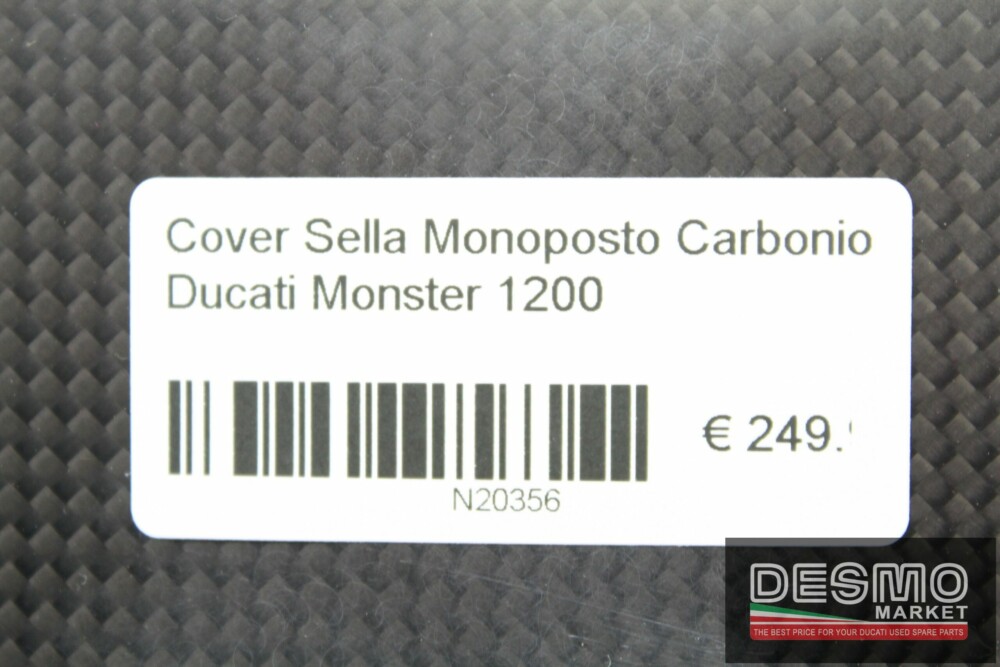 Cover Sella Monoposto Carbonio
Ducati Monster 1200
€ 249.
N20356
DESMO
MARKET
THE BEST PRICE FOR YOUR DUCATI USED SPARE PARTS